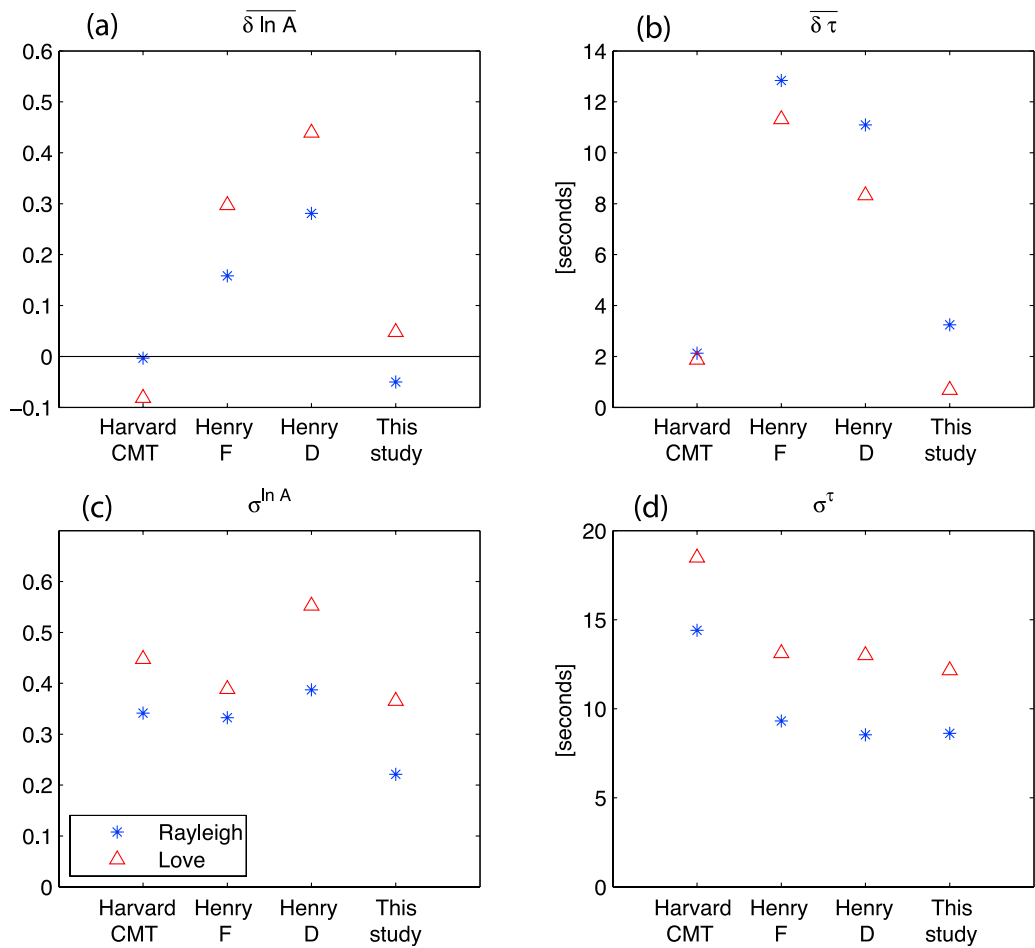 (a)
δ ln A
0.6
0.5
0.4
0.3
0.2
0.1
0
−0.1
Harvard CMT
Henry F
Henry D
This study
(b)
δ τ
14
12
10
8
6
4
2
0
[seconds]
Harvard CMT
Henry F
Henry D
This study
(c)
σ^ln A
0.6
0.5
0.4
0.3
0.2
0.1
0
Rayleigh
Love
Harvard CMT
Henry F
Henry D
This study
(d)
σ^τ
20
15
10
5
0
[seconds]
Harvard CMT
Henry F
Henry D
This study